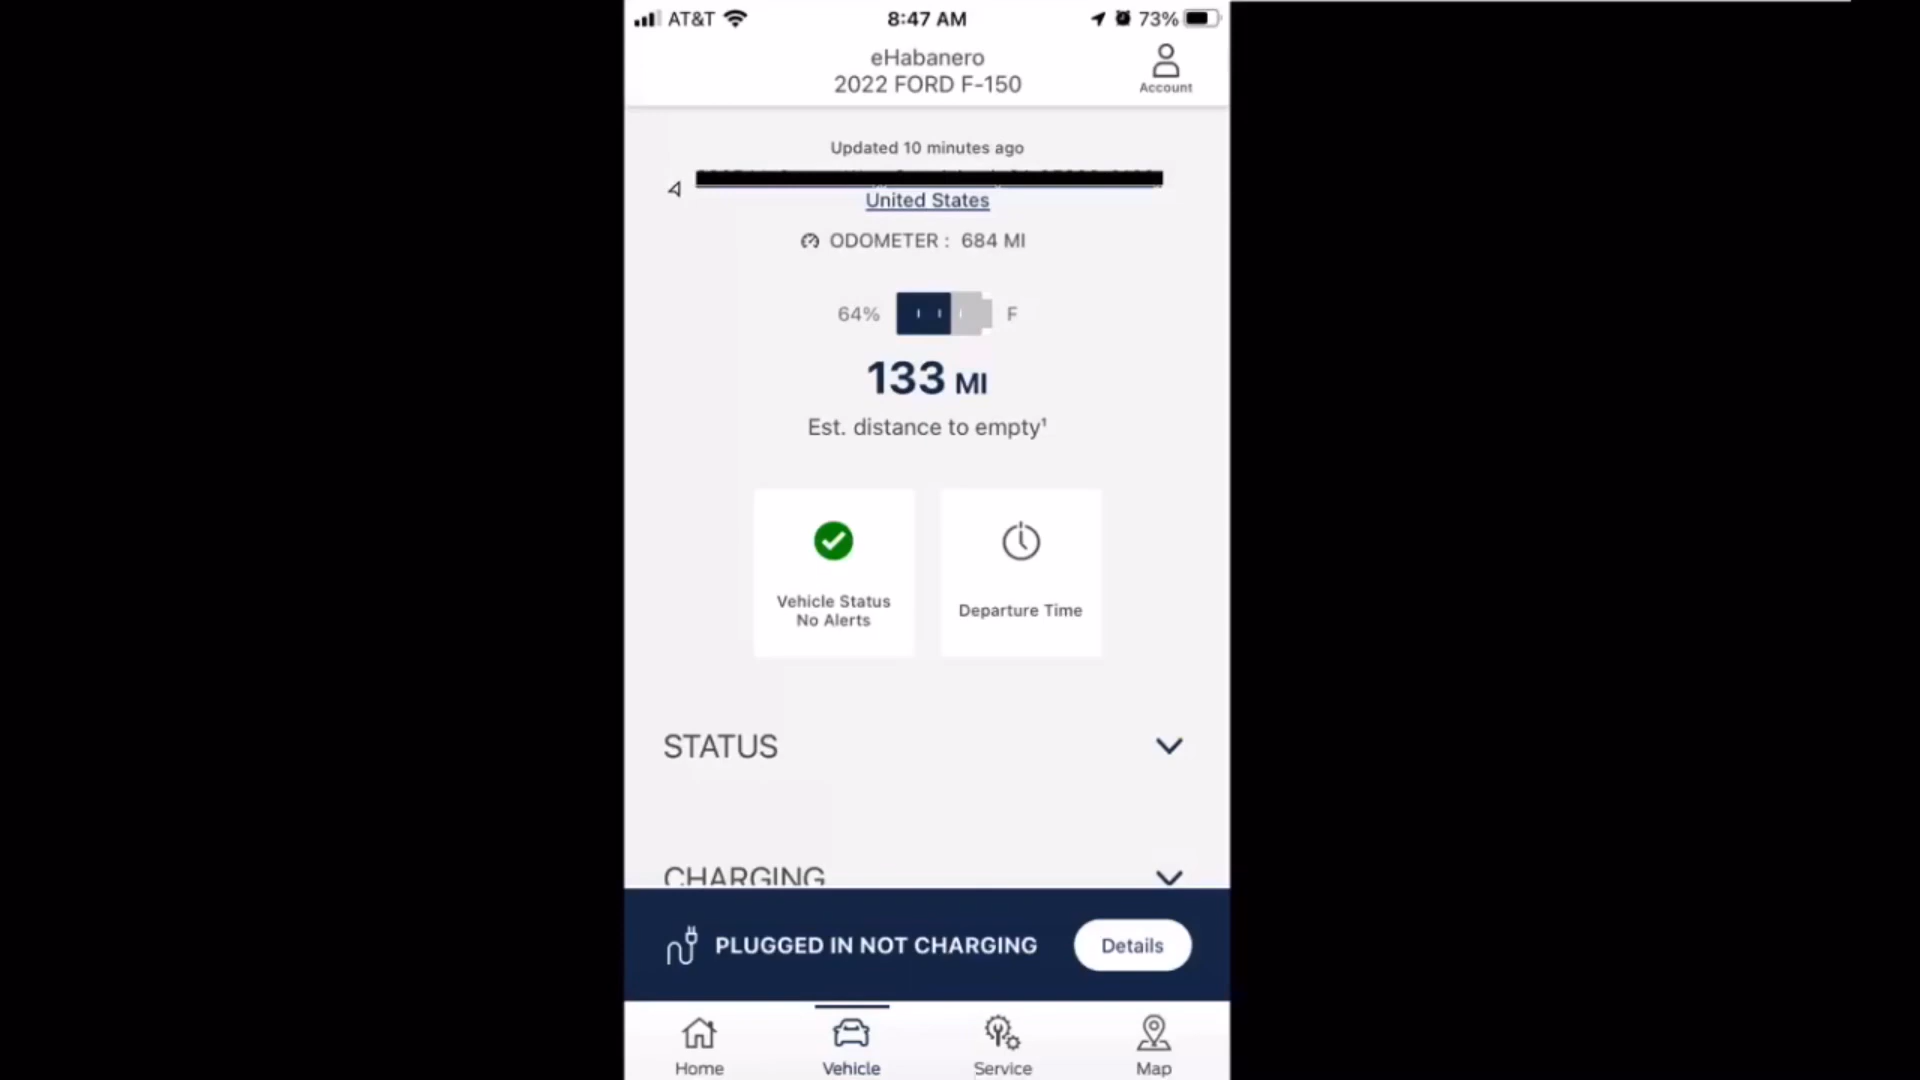 AT&T 8:47 AM 73%
eHabanero
2022 FORD F-150
Account
Updated 10 minutes ago
United States
ODOMETER : 684 MI
64% F
133 MI
Est. distance to empty¹
Vehicle Status
No Alerts
Departure Time
STATUS
CHARGING
PLUGGED IN NOT CHARGING Details
Home Vehicle Service Map